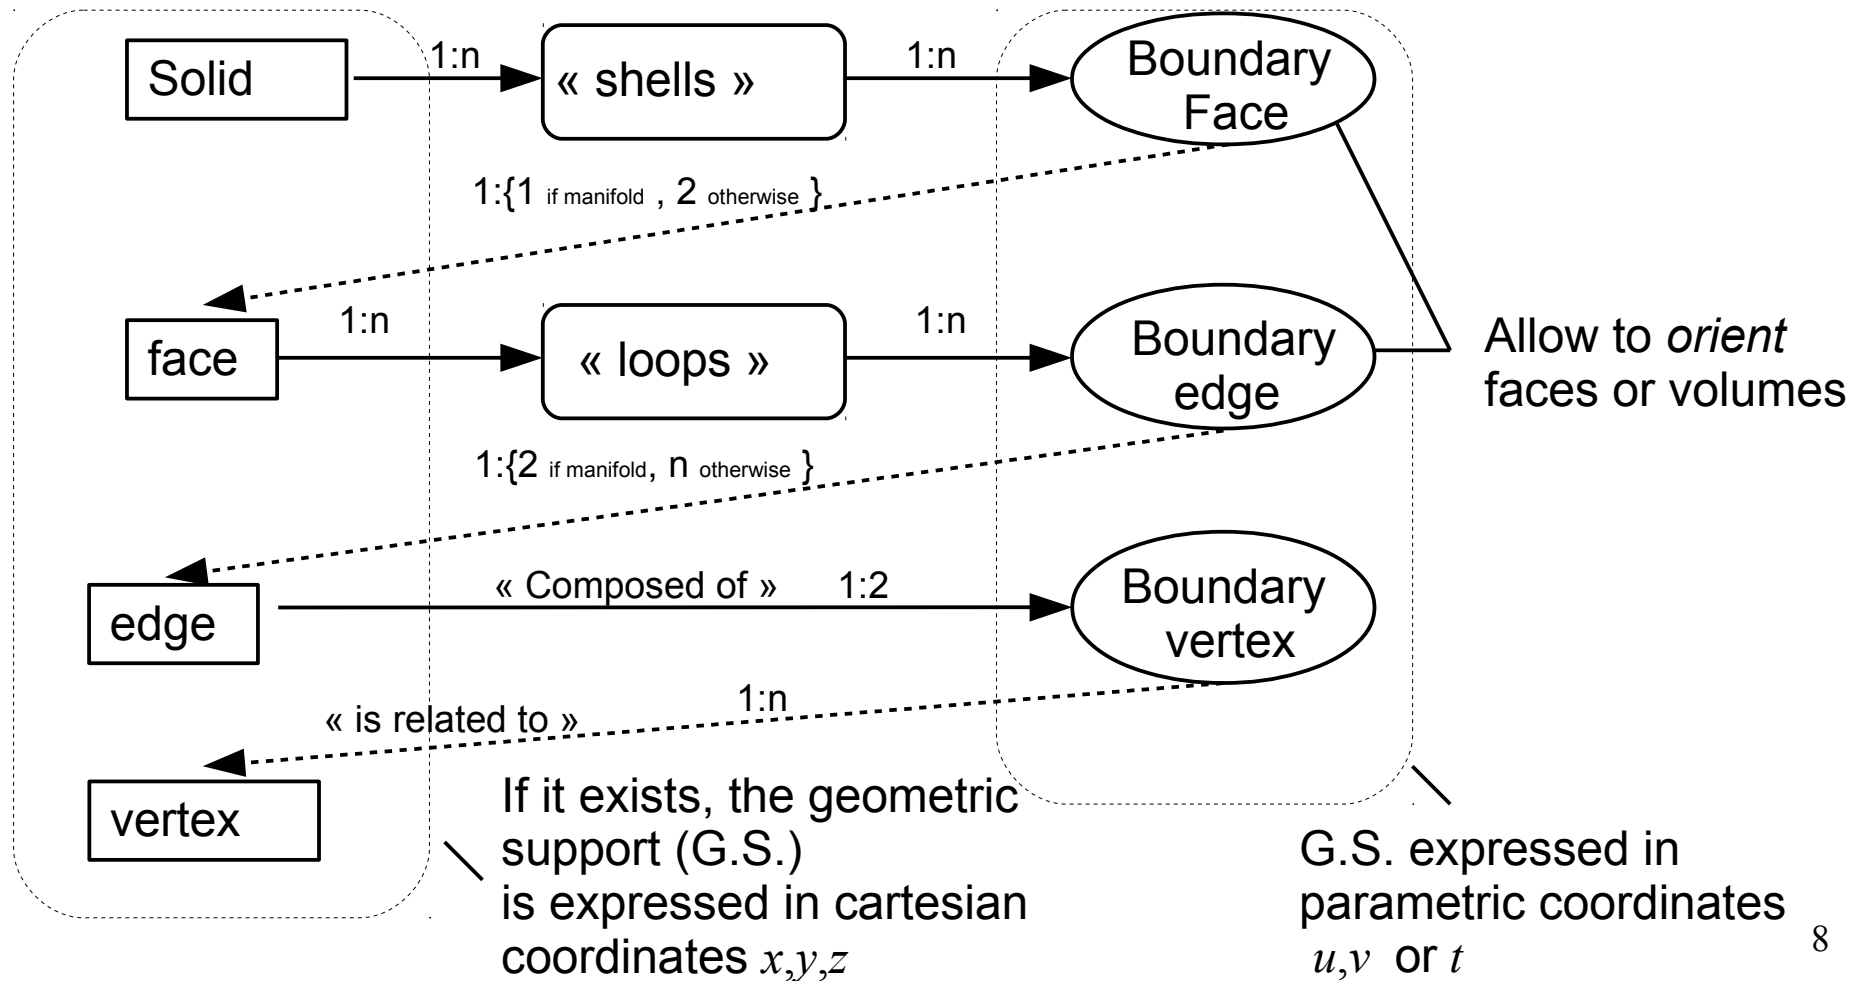 Solid
1:n
« shells »
1:n
Boundary
Face
1:{1 if manifold , 2 otherwise }
face
1:n
« loops »
1:n
Boundary
edge
Allow to orient
faces or volumes
1:{2 if manifold, n otherwise }
edge
« Composed of » 1:2
Boundary
vertex
« is related to »
1:n
vertex
If it exists, the geometric
support (G.S.)
is expressed in cartesian
coordinates x,y,z
G.S. expressed in
parametric coordinates
u,v or t
8